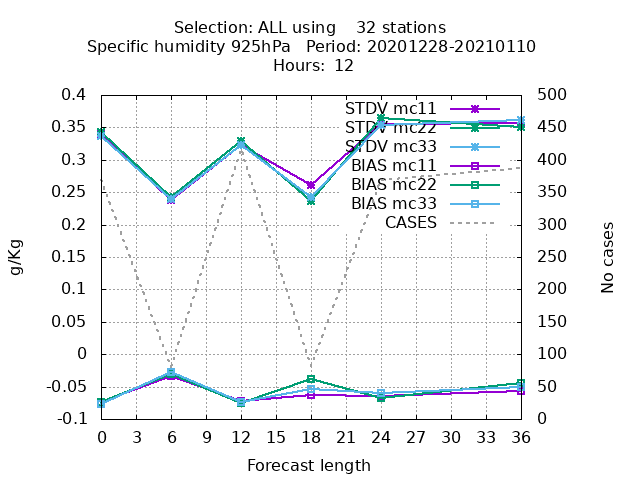 Selection: ALL using    32 stations
Specific humidity 925hPa   Period: 20201228-20210110
Hours: 12
g/Kg
0.4
0.35
0.3
0.25
0.2
0.15
0.1
0.05
0
-0.05
-0.1
STDV mc11
STDV mc22
STDV mc33
BIAS mc11
BIAS mc22
BIAS mc33
CASES
500
450
400
350
300
250
200
150
100
50
0
No cases
0 3 6 9 12 15 18 21 24 27 30 33 36
Forecast length